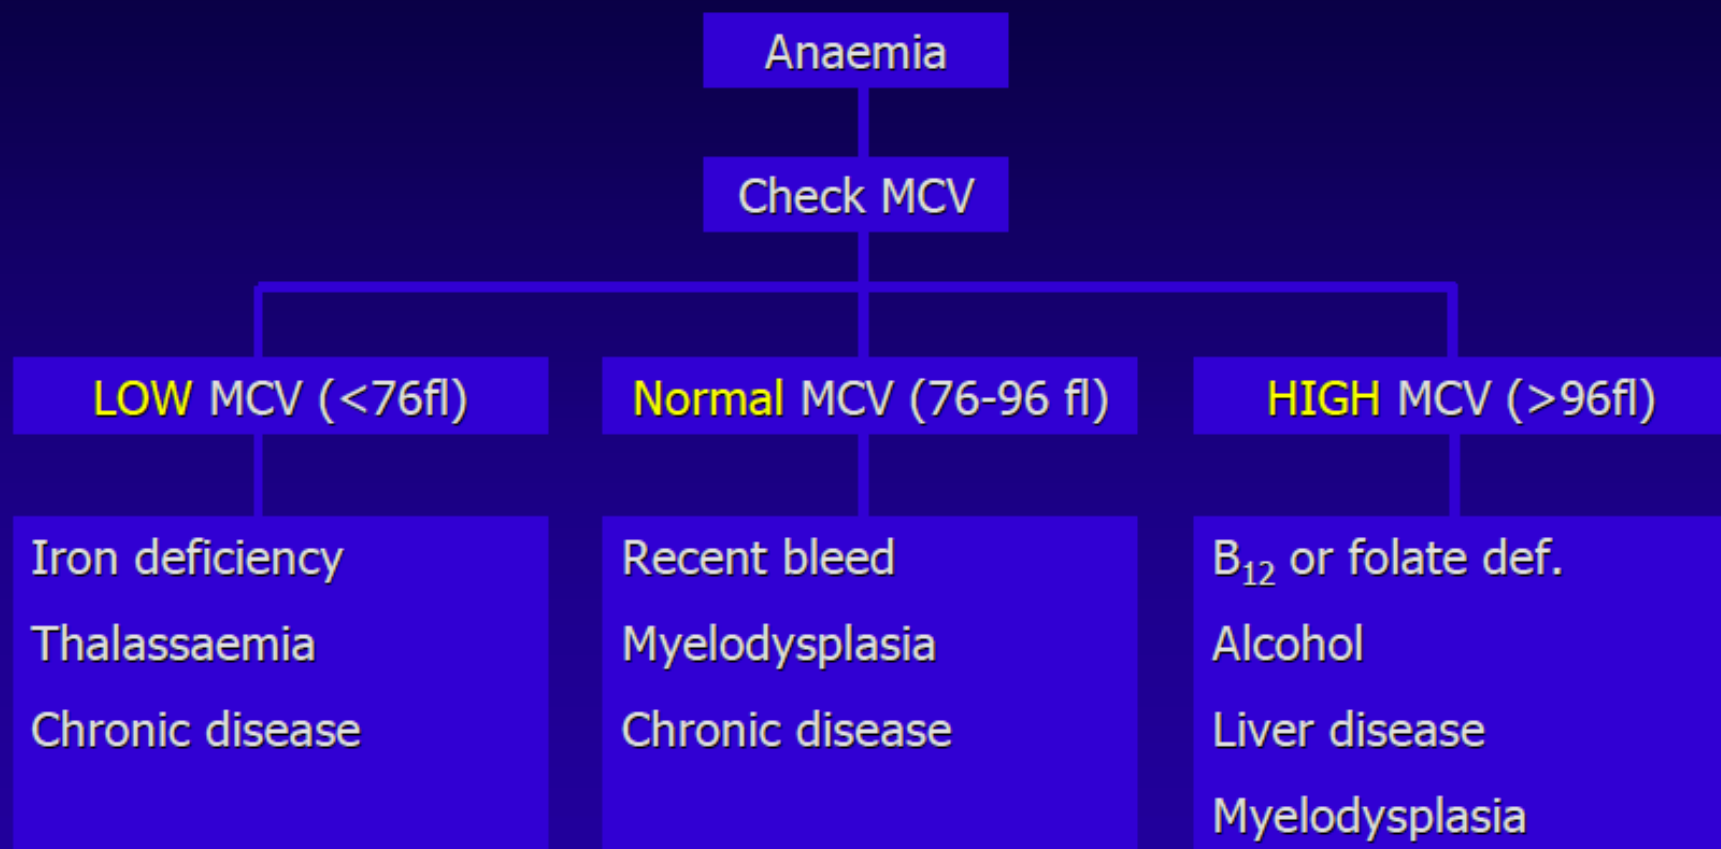 Anaemia
Check MCV
LOW MCV (<76fl)
Normal MCV (76-96 fl)
HIGH MCV (>96fl)
Iron deficiency
Thalassaemia
Chronic disease
Recent bleed
Myelodysplasia
Chronic disease
B₁₂ or folate def.
Alcohol
Liver disease
Myelodysplasia